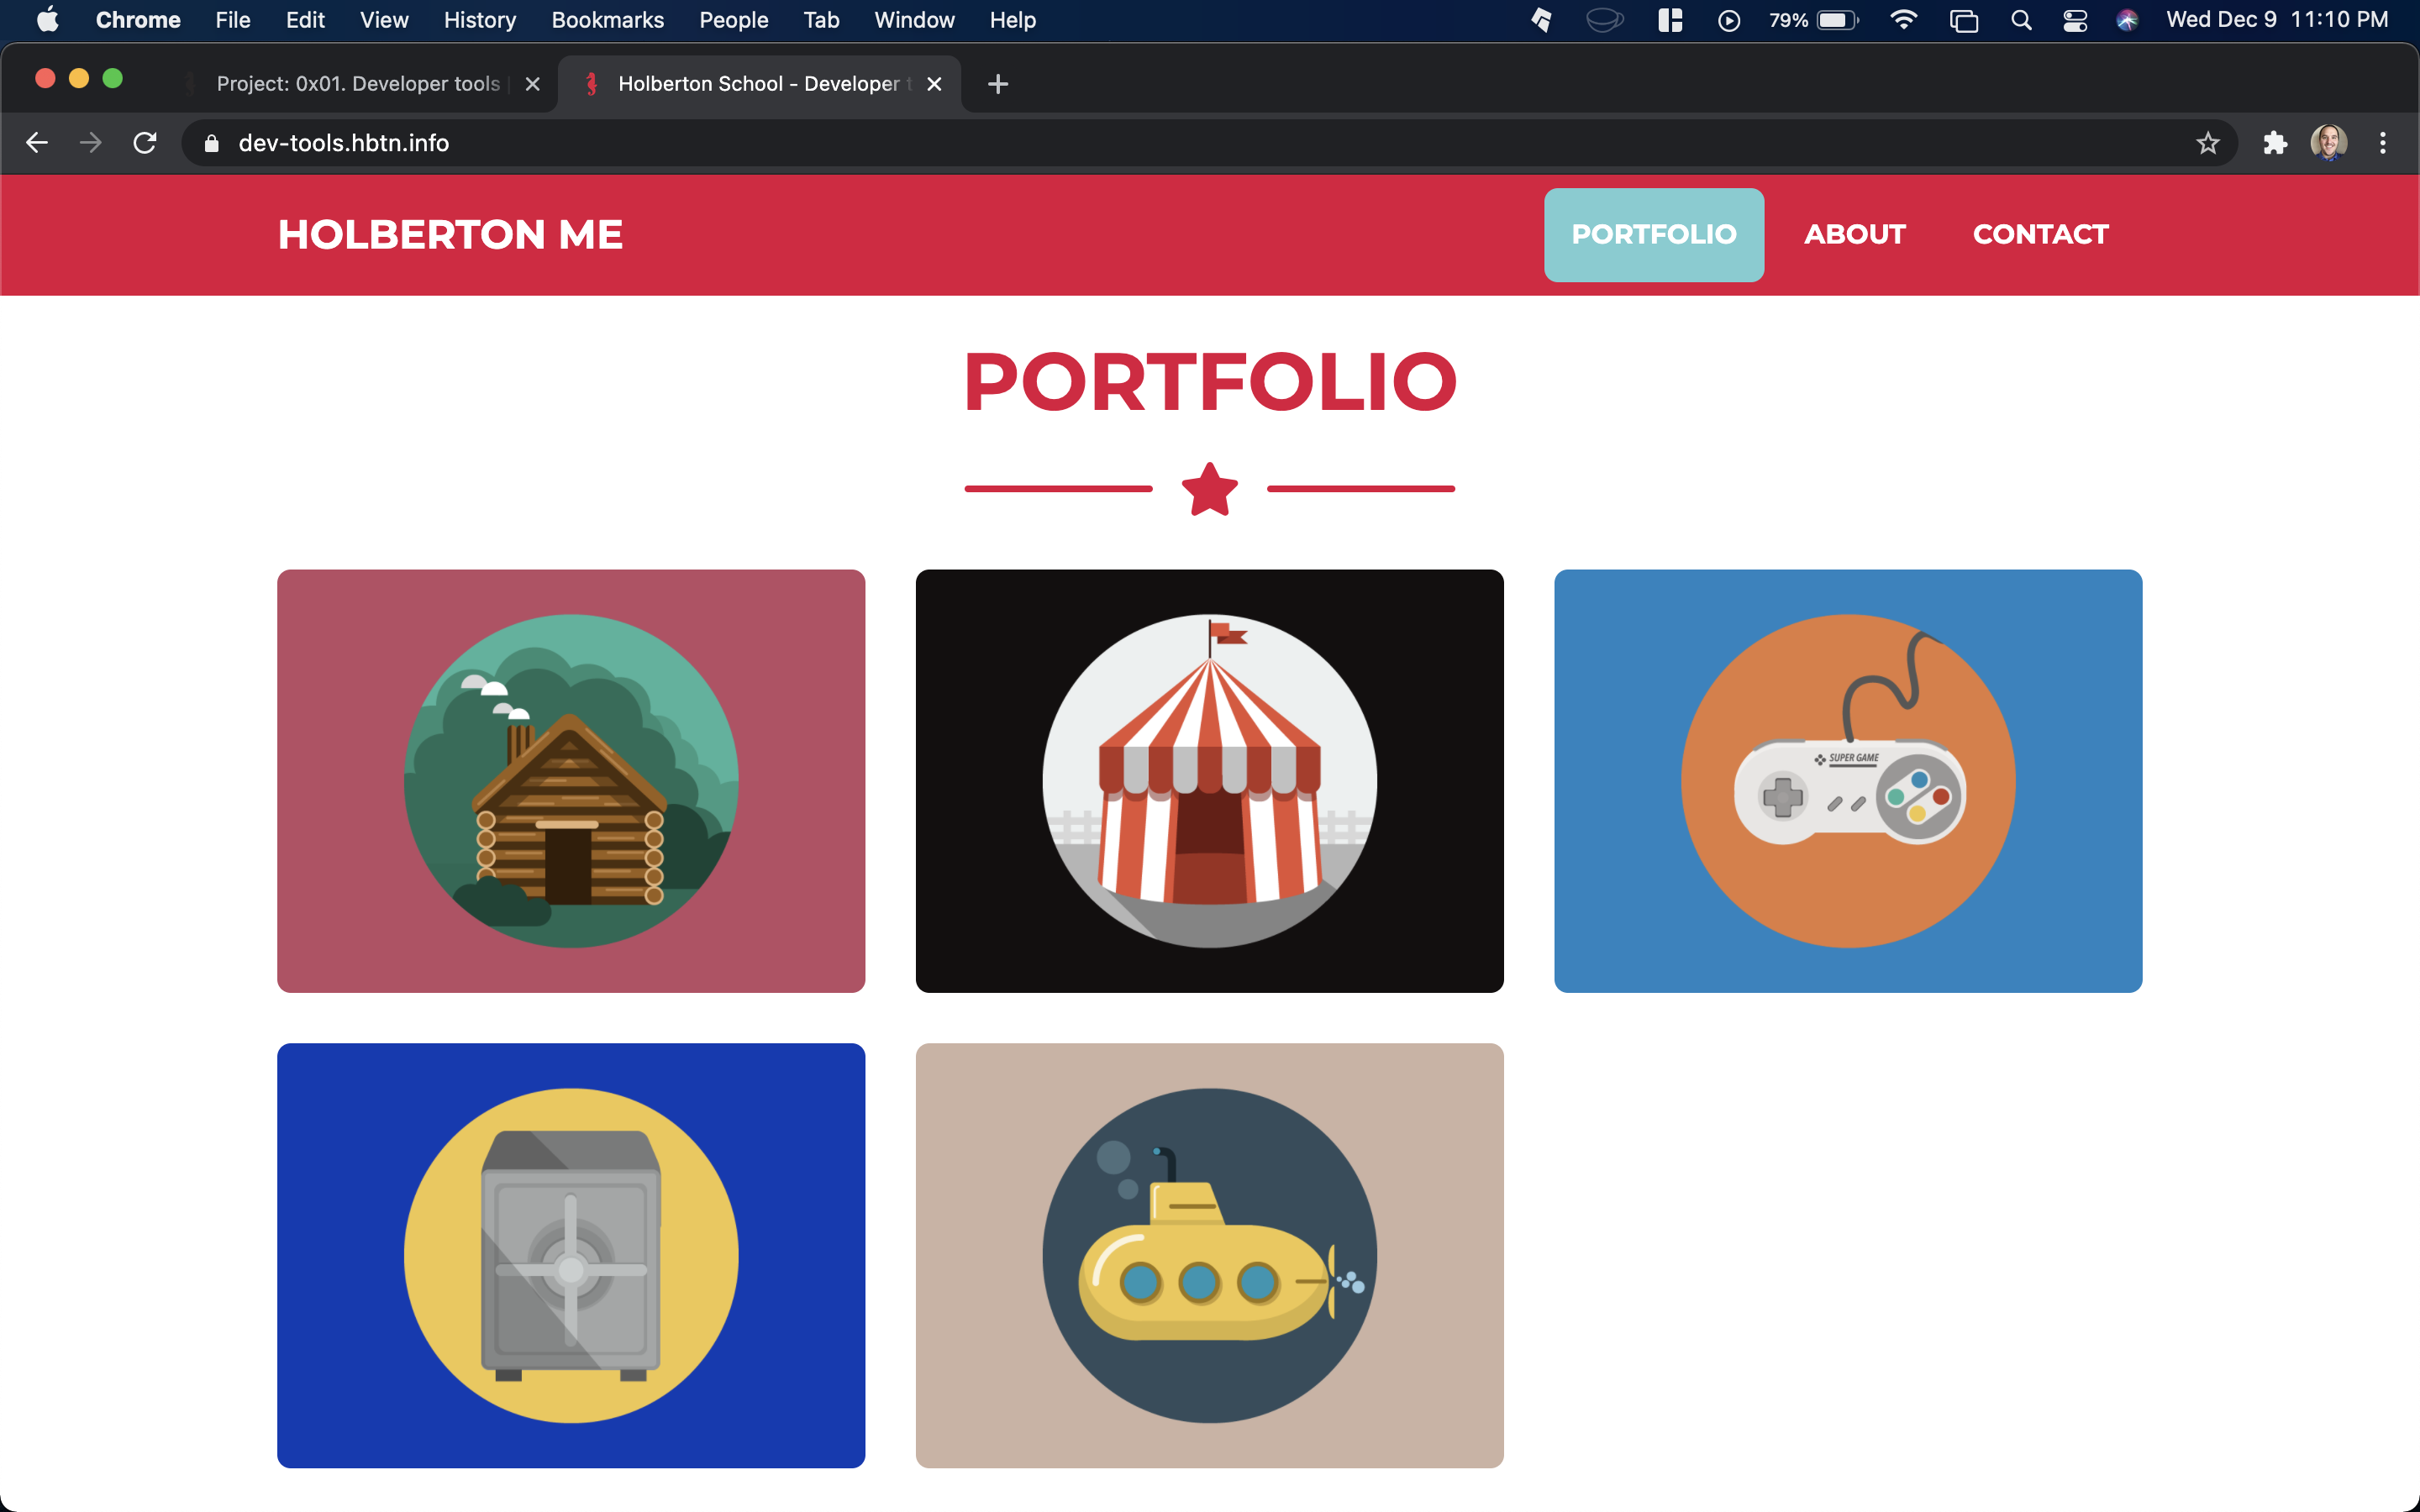 Chrome File Edit View History Bookmarks People Tab Window Help 79% Wed Dec 9 11:10 PM
Project: 0x01. Developer tools | Holberton School - Developer t
dev-tools.hbtn.info
HOLBERTON ME PORTFOLIO ABOUT CONTACT
PORTFOLIO
SUPER GAME